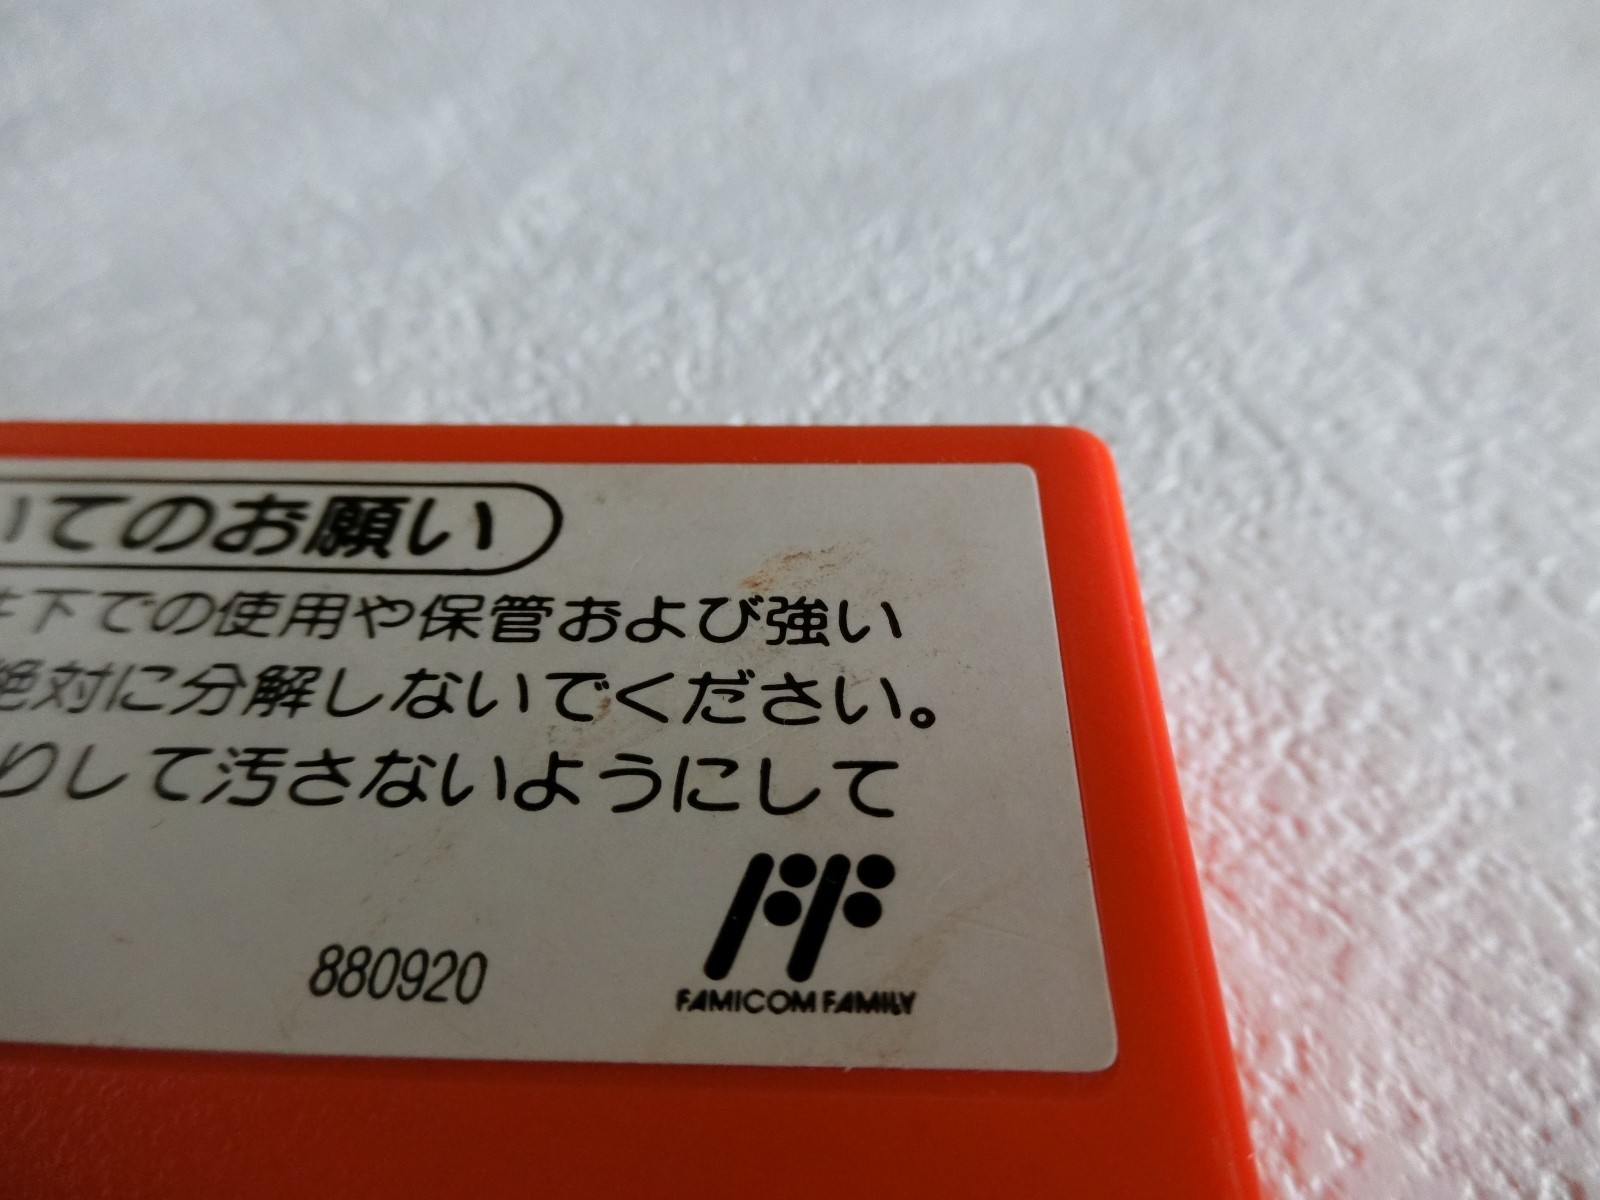 いてのお願い
下での使用や保管および強い
絶対に分解しないでください。
りして汚さないようにして
880920
FF
FAMICOM FAMILY